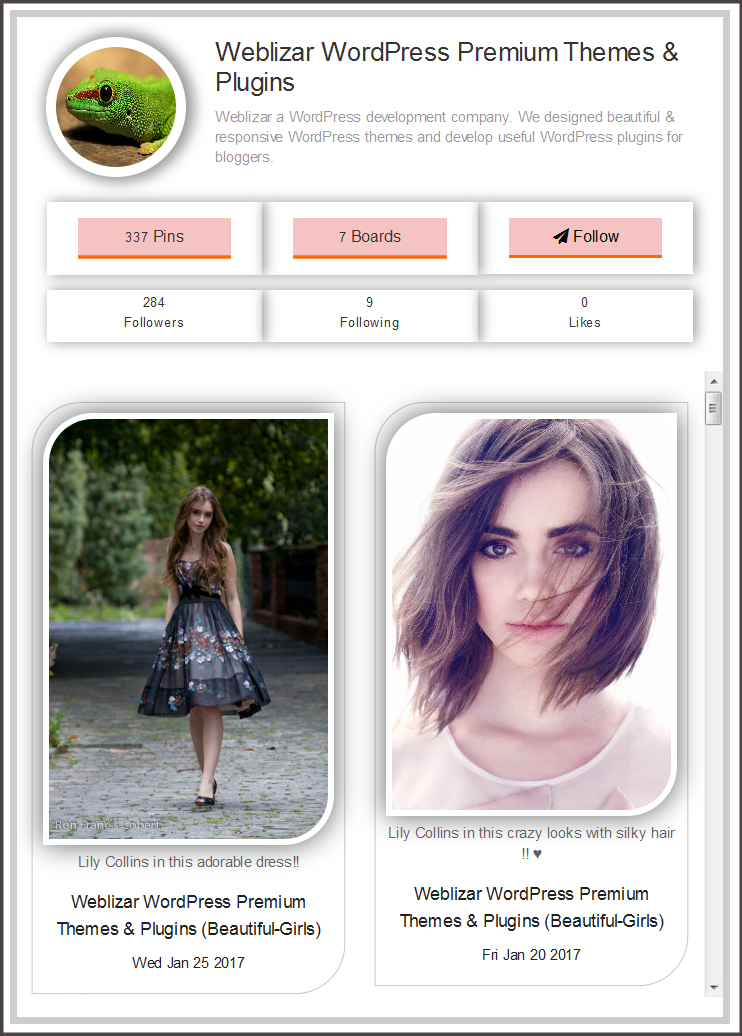 Weblizar WordPress Premium Themes &
Plugins
Weblizar a WordPress development company. We designed beautiful &
responsive WordPress themes and develop useful WordPress plugins for
bloggers.
337 Pins
7 Boards
Follow
284
Followers
9
Following
0
Likes
Ron Francis Cobert
Lily Collins in this adorable dress!!
Weblizar WordPress Premium
Themes & Plugins (Beautiful-Girls)
Wed Jan 25 2017
Lily Collins in this crazy looks with silky hair
!! ♥
Weblizar WordPress Premium
Themes & Plugins (Beautiful-Girls)
Fri Jan 20 2017